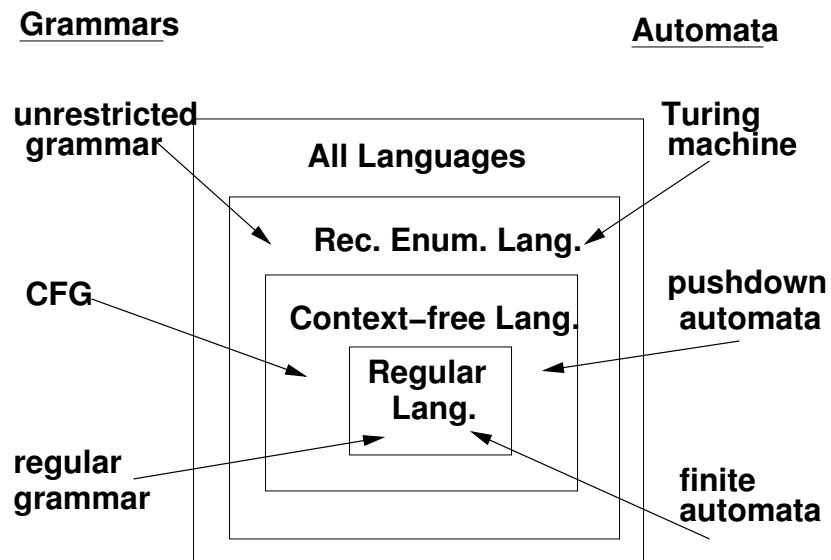 Grammars
Automata
unrestricted
grammar
Turing
machine
All Languages
Rec. Enum. Lang.
CFG
pushdown
automata
Context−free Lang.
Regular
Lang.
regular
grammar
finite
automata